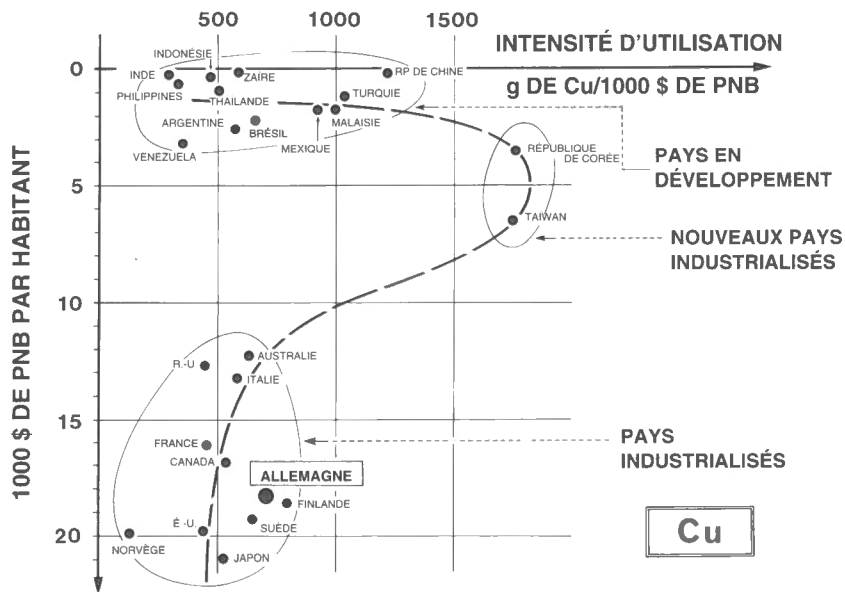 500 1000 1500
INTENSITÉ D'UTILISATION
g DE Cu/1000 $ DE PNB
1000 $ DE PNB PAR HABITANT
0
5
10
15
20
INDONÉSIE
INDE
ZAÏRE
RP DE CHINE
PHILIPPINES
THAILANDE
TURQUIE
ARGENTINE
BRÉSIL
MEXIQUE
MALAISIE
VENEZUELA
RÉPUBLIQUE
DE CORÉE
TAIWAN
PAYS EN
DÉVELOPPEMENT
NOUVEAUX PAYS
INDUSTRIALISÉS
R.-U
AUSTRALIE
ITALIE
FRANCE
CANADA
ALLEMAGNE
FINLANDE
SUÈDE
É -U.
NORVÈGE
JAPON
PAYS
INDUSTRIALISÉS
Cu